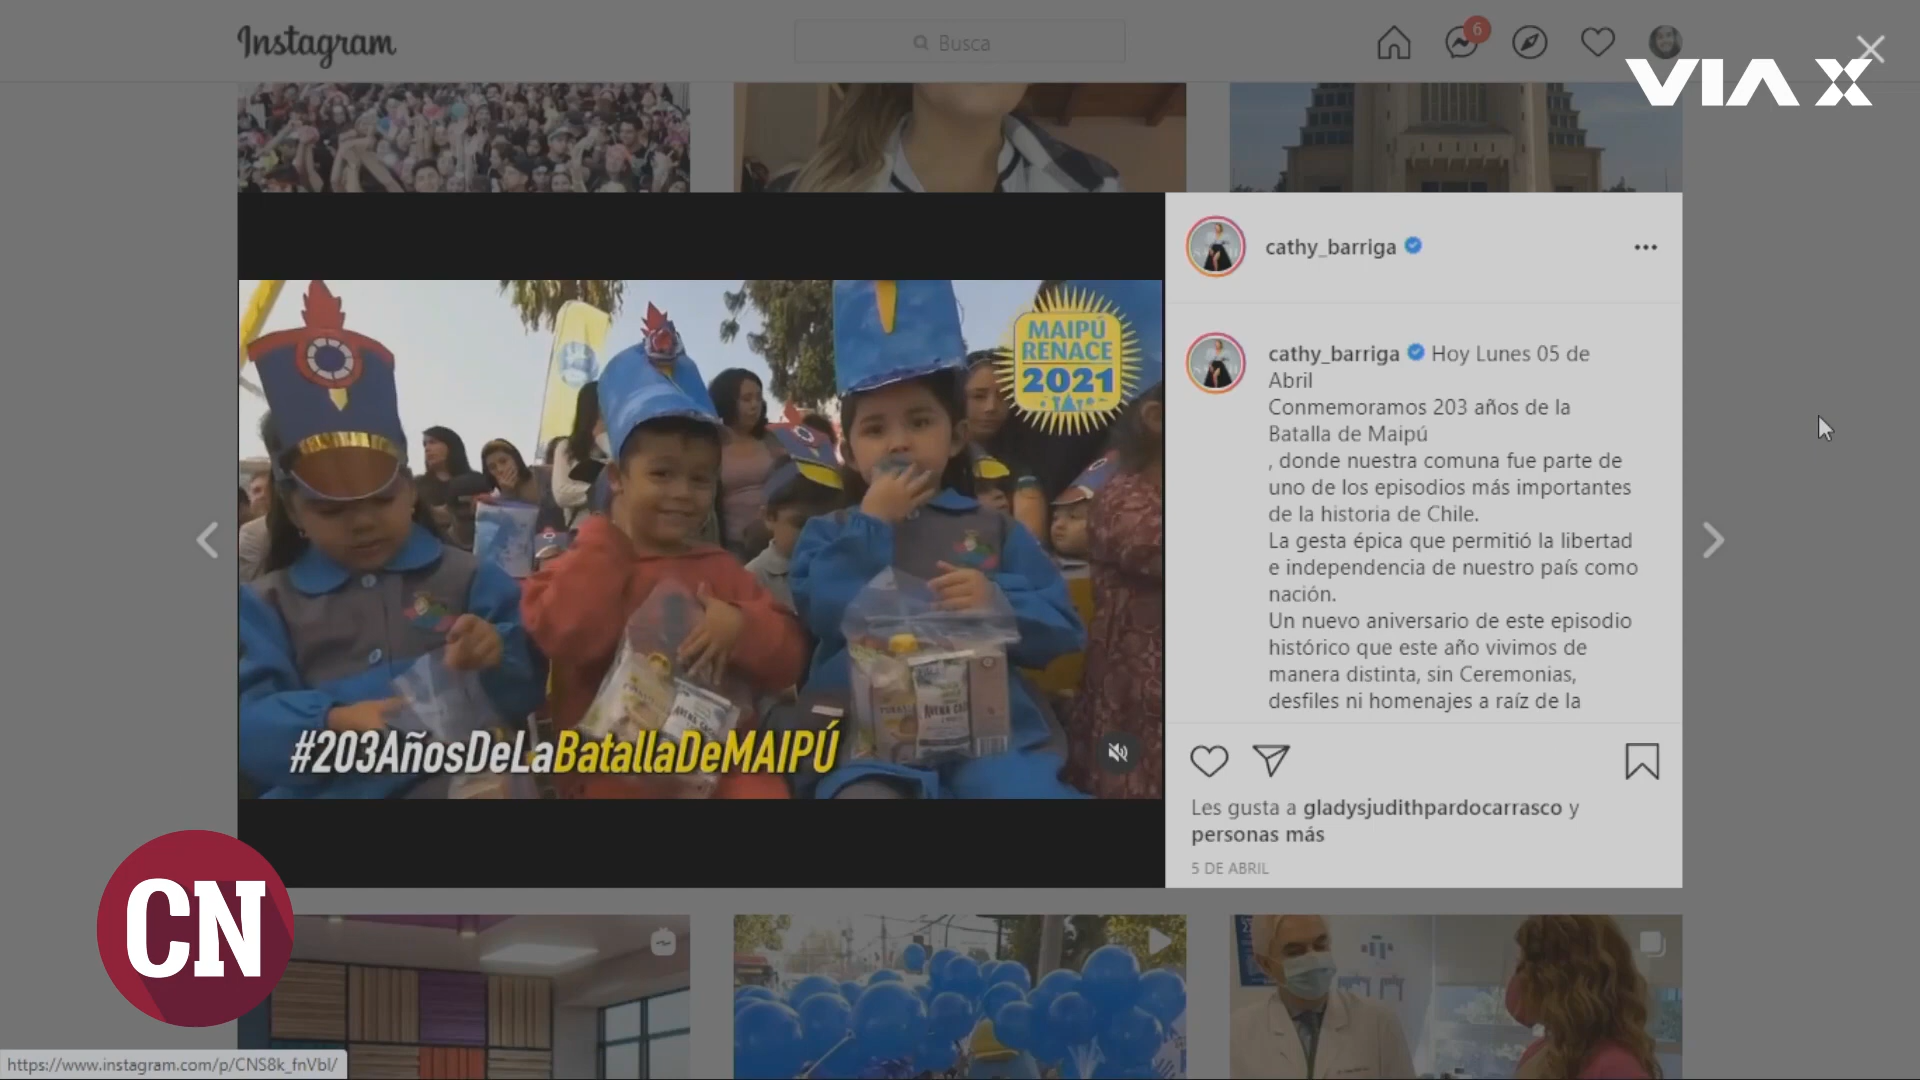 Instagram
Busca
6
VIA X
cathy_barriga
MAIPÚ
RENACE
2021
cathy_barriga Hoy Lunes 05 de
Abril
Conmemoramos 203 años de la
Batalla de Maipú
, donde nuestra comuna fue parte de
uno de los episodios más importantes
de la historia de Chile.
La gesta épica que permitió la libertad
e independencia de nuestro país como
nación.
Un nuevo aniversario de este episodio
histórico que este año vivimos de
manera distinta, sin Ceremonias,
desfiles ni homenajes a raíz de la
AVENA
AVENA
#203AñosDeLaBatallaDeMAIPÚ
Les gusta a gladysjudithpardocarrasco y
personas más
5 DE ABRIL
CN
https://www.instagram.com/p/CNS8k_fnVbl/